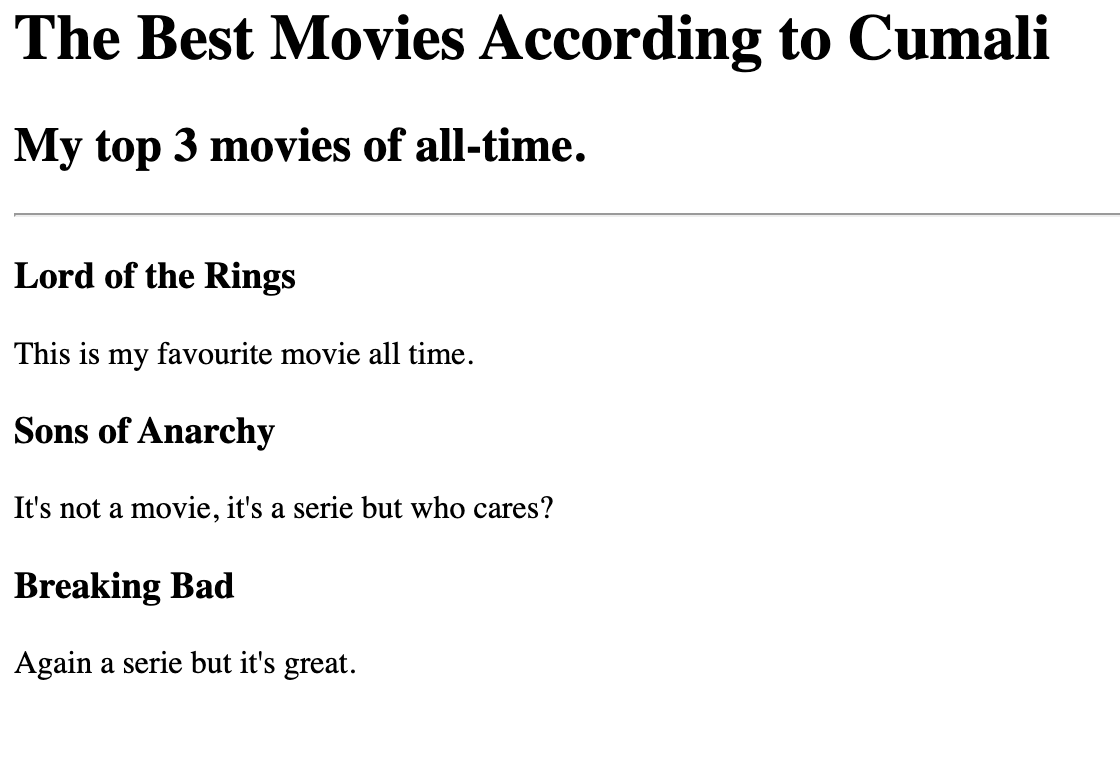 The Best Movies According to Cumali
My top 3 movies of all-time.
Lord of the Rings
This is my favourite movie all time.
Sons of Anarchy
It's not a movie, it's a serie but who cares?
Breaking Bad
Again a serie but it's great.